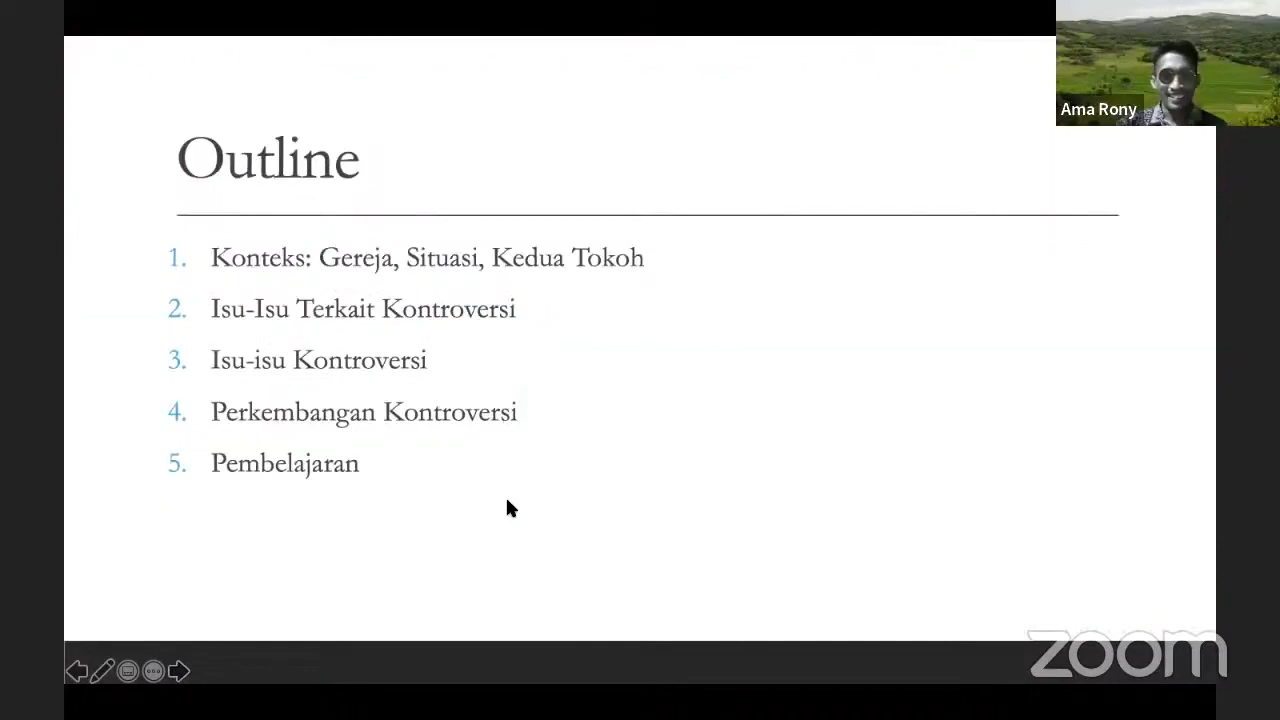 Ama Rony
Outline
1. Konteks: Gereja, Situasi, Kedua Tokoh
2. Isu-Isu Terkait Kontroversi
3. Isu-isu Kontroversi
4. Perkembangan Kontroversi
5. Pembelajaran
zoom